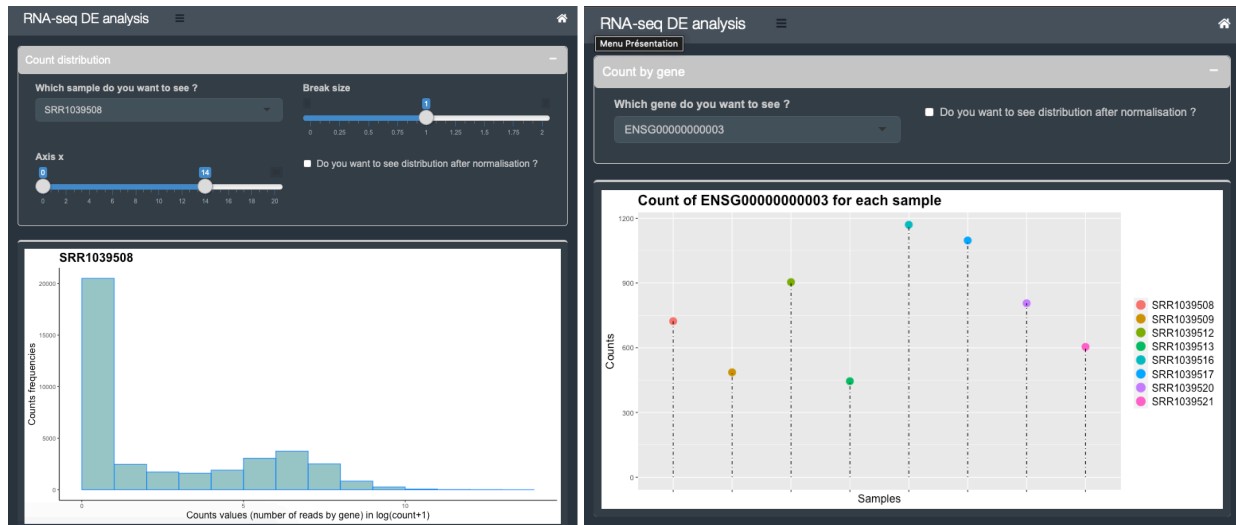 RNA-seq DE analysis
Count distribution
Which sample do you want to see ?
SRR1039508
Break size
1
0 0.25 0.5 0.75 1 1.25 1.5 1.75 2
Axis x
0 14
0 2 4 6 8 10 12 14 16 18 20
Do you want to see distribution after normalisation ?
SRR1039508
Counts frequencies
20000
15000
10000
5000
0
0 5 10
Counts values (number of reads by gene) in log(count+1)
RNA-seq DE analysis
Menu Présentation
Count by gene
Which gene do you want to see ?
ENSG00000000003
Do you want to see distribution after normalisation ?
Count of ENSG00000000003 for each sample
Counts
1200
900
600
300
0
Samples
SRR1039508
SRR1039509
SRR1039512
SRR1039513
SRR1039516
SRR1039517
SRR1039520
SRR1039521